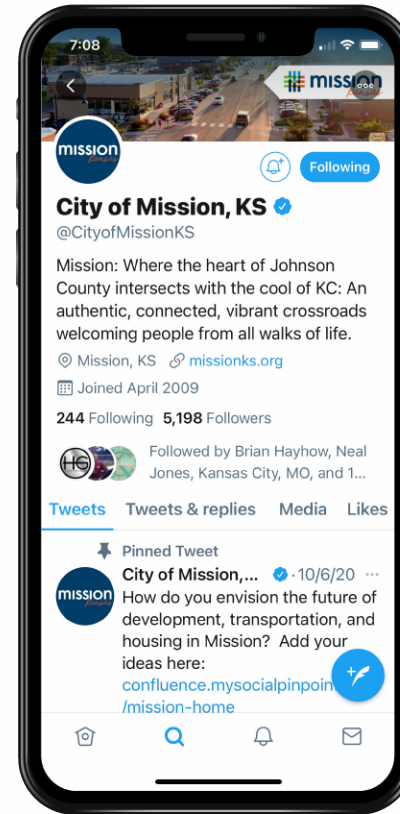 7:08
mission
mission
Kansas
Following
City of Mission, KS
@CityofMissionKS
Mission: Where the heart of Johnson
County intersects with the cool of KC: An
authentic, connected, vibrant crossroads
welcoming people from all walks of life.
Mission, KS missionks.org
Joined April 2009
244 Following 5,198 Followers
HG
Followed by Brian Hayhow, Neal
Jones, Kansas City, MO, and 1...
Tweets Tweets & replies Media Likes
Pinned Tweet
City of Mission,... · 10/6/20 ...
mission
Kansas
How do you envision the future of
development, transportation, and
housing in Mission? Add your
ideas here:
confluence.mysocialpinpoin
/mission-home